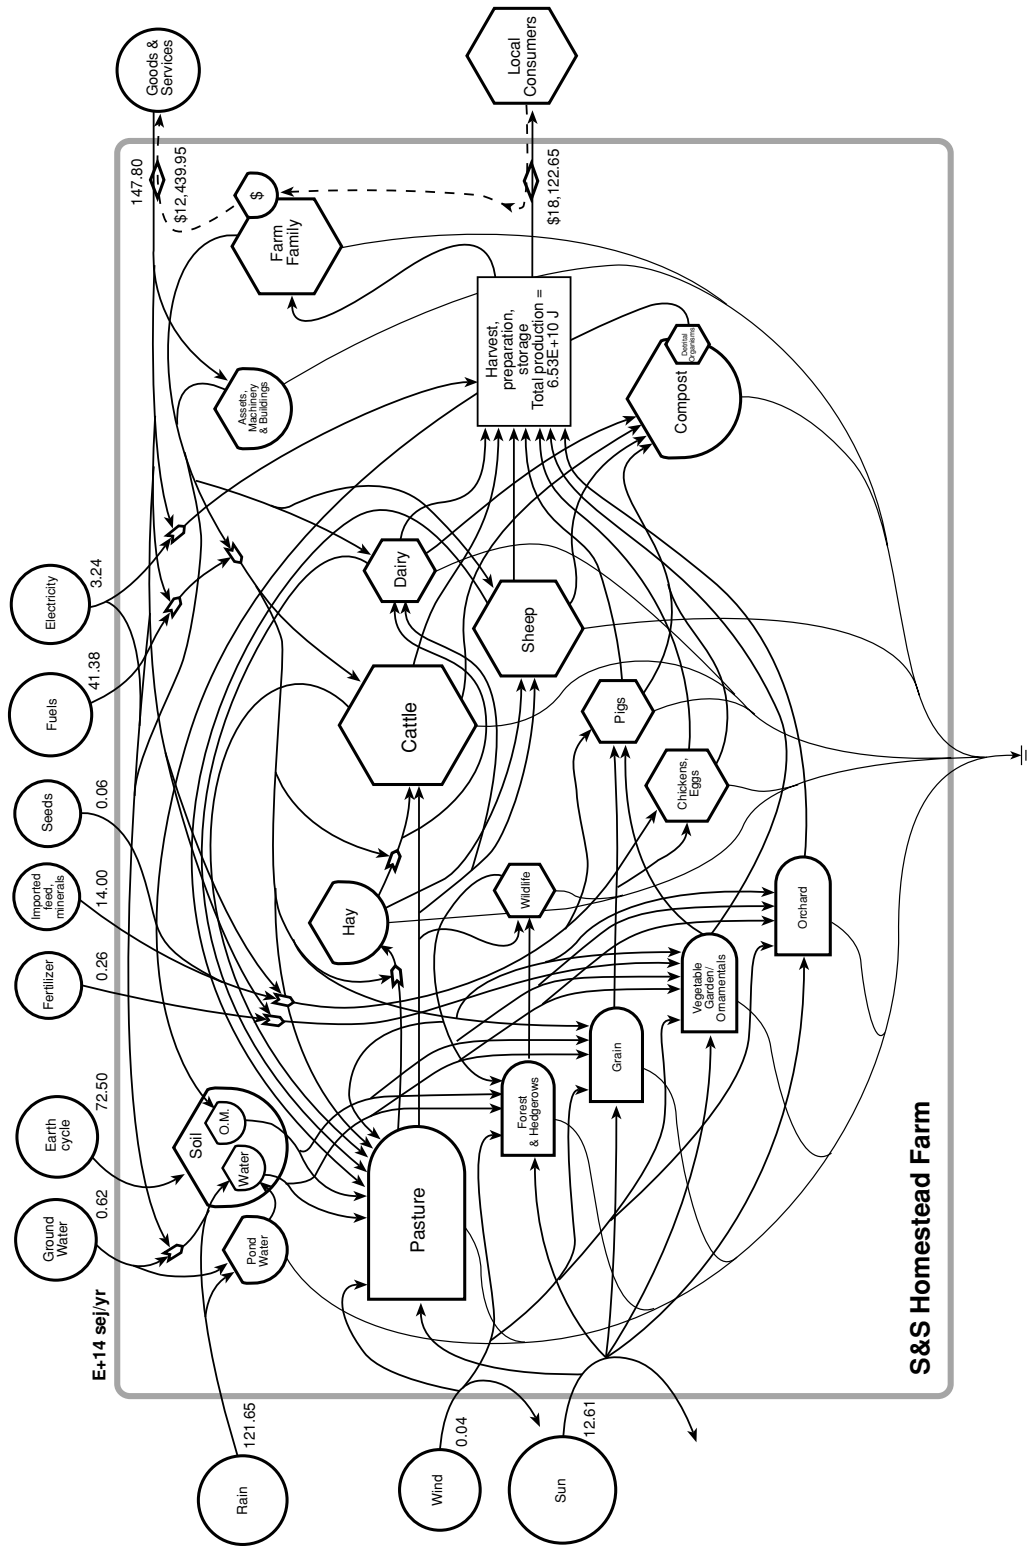 Goods &
Services
Local
Consumers
147.80
$12,439.95
$18,122.65
$
Farm
Family
Assets,
Machinery
& Buildings
Harvest,
preparation,
storage
Total production =
6.53E+10 J
Detrital
Organisms
Compost
Electricity
3.24
Fuels
41.38
Seeds
0.06
Imported
feed,
minerals
14.00
Fertilizer
0.26
Earth
cycle
72.50
Ground
Water
0.62
E+14 sej/yr
Rain
121.65
Wind
0.04
Sun
12.61
Soil
O.M.
Water
Pond
Water
Pasture
Hay
Cattle
Dairy
Sheep
Pigs
Chickens,
Eggs
Wildlife
Forest
& Hedgerows
Grain
Vegetable
Garden/
Ornamentals
Orchard
S&S Homestead Farm